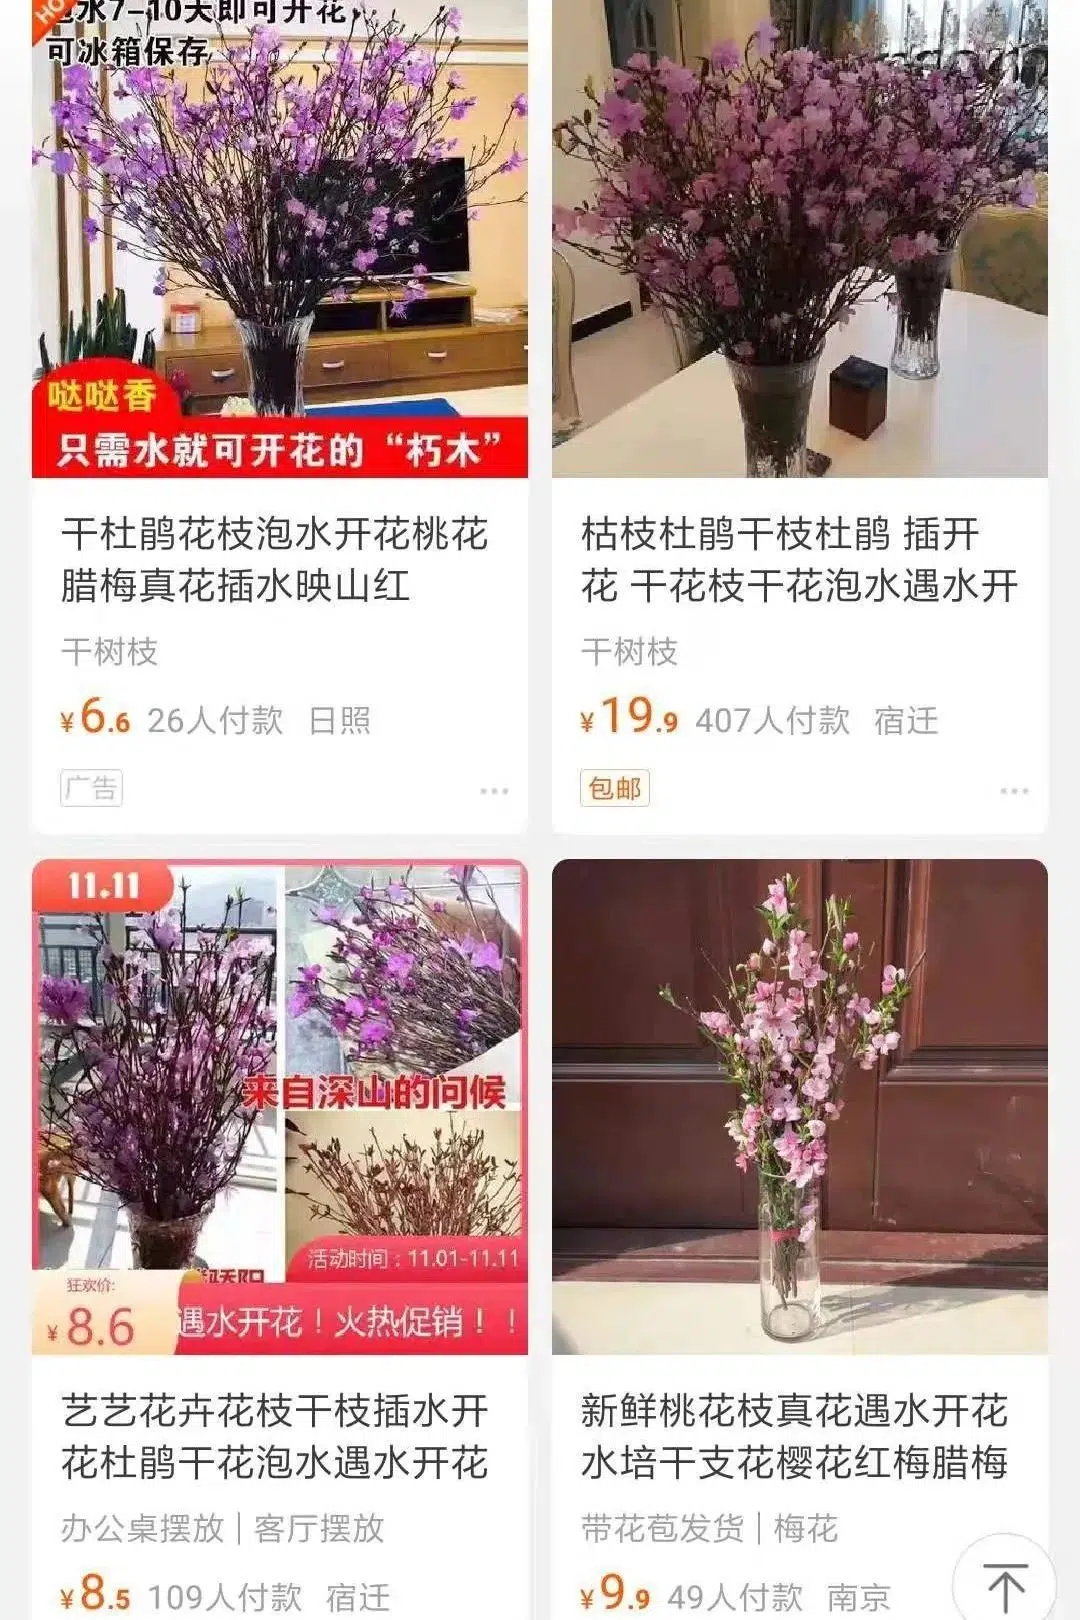 泡水7-10天即可开花,
可冰箱保存
哒哒香
只需水就可开花的“朽木”
干杜鹃花枝泡水开花桃花
腊梅真花插水映山红
干树枝
¥6.6 26人付款 日照
广告
枯枝杜鹃干枝杜鹃 插开
花 干花枝干花泡水遇水开
干树枝
¥19.9 407人付款 宿迁
包邮
11.11
来自深山的问候
活动时间：11.01-11.11
狂欢价:
¥8.6
遇水开花！火热促销！！
艺艺花卉花枝干枝插水开
花杜鹃干花泡水遇水开花
办公桌摆放 | 客厅摆放
¥8.5 109人付款 宿迁
新鲜桃花枝真花遇水开花
水培干支花樱花红梅腊梅
带花苞发货 | 梅花
¥9.9 49人付款 南京